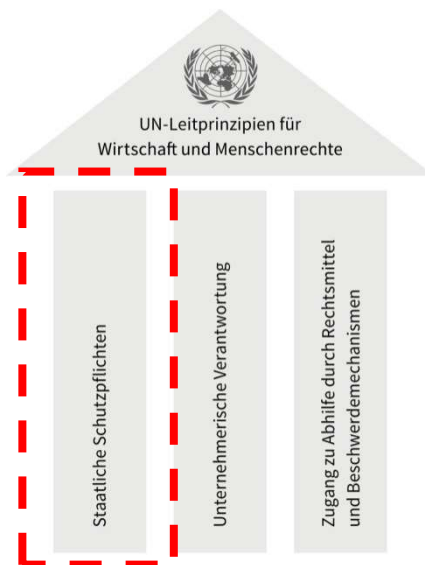 UN-Leitprinzipien für
Wirtschaft und Menschenrechte
Staatliche Schutzpflichten
Unternehmerische Verantwortung
Zugang zu Abhilfe durch Rechtsmittel
und Beschwerdemechanismen